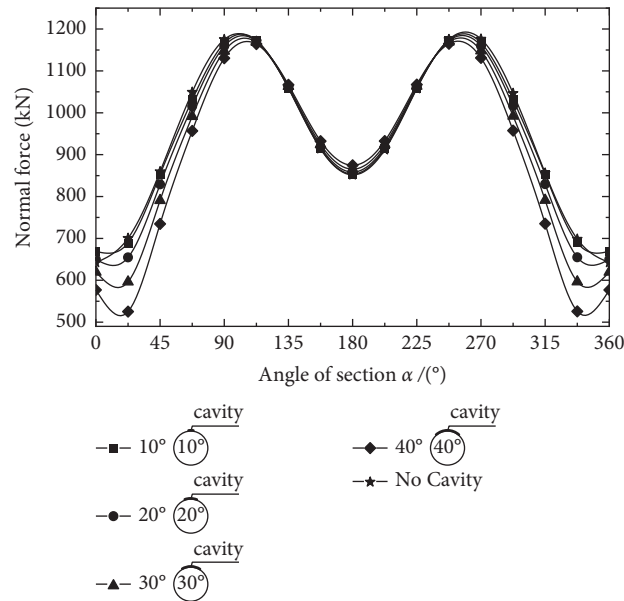 Normal force (kN)
1200
1100
1000
900
800
700
600
500
0 45 90 135 180 225 270 315 360
Angle of section α /(°)
cavity
10° 10°
cavity
20° 20°
cavity
30° 30°
cavity
40° 40°
No Cavity